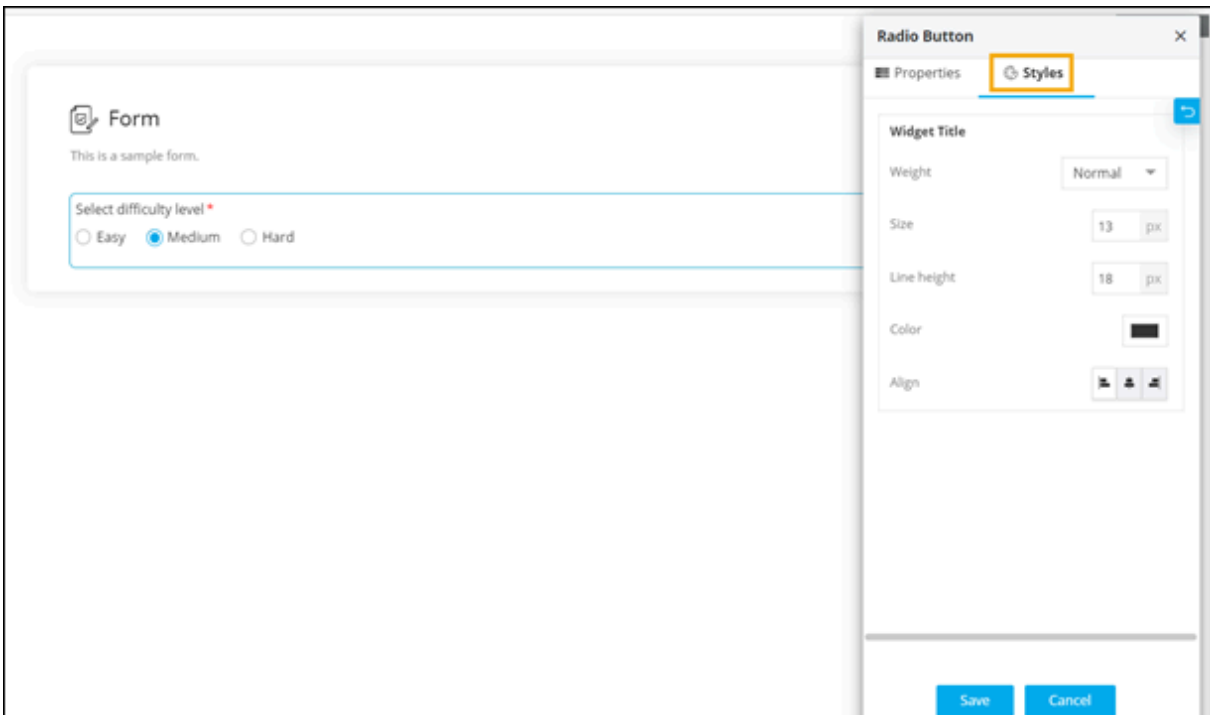 Radio Button
Properties Styles
Form
This is a sample form.
Select difficulty level *
Easy Medium Hard
Widget Title
Weight Normal
Size 13 px
Line height 18 px
Color
Align
Save Cancel